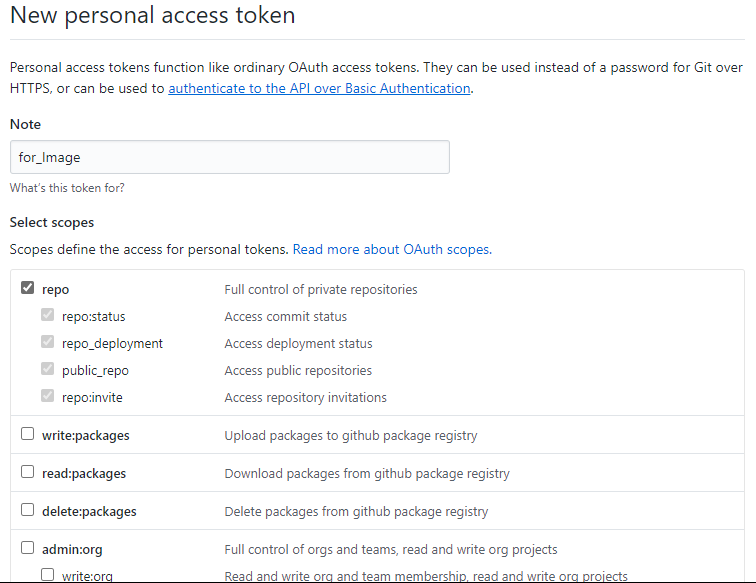 New personal access token
Personal access tokens function like ordinary OAuth access tokens. They can be used instead of a password for Git over
HTTPS, or can be used to authenticate to the API over Basic Authentication.
Note
for_Image
What's this token for?
Select scopes
Scopes define the access for personal tokens. Read more about OAuth scopes.
repo Full control of private repositories
repo:status Access commit status
repo_deployment Access deployment status
public_repo Access public repositories
repo:invite Access repository invitations
write:packages Upload packages to github package registry
read:packages Download packages from github package registry
delete:packages Delete packages from github package registry
admin:org Full control of orgs and teams, read and write org projects
write:org Read and write org and team membership, read and write org projects